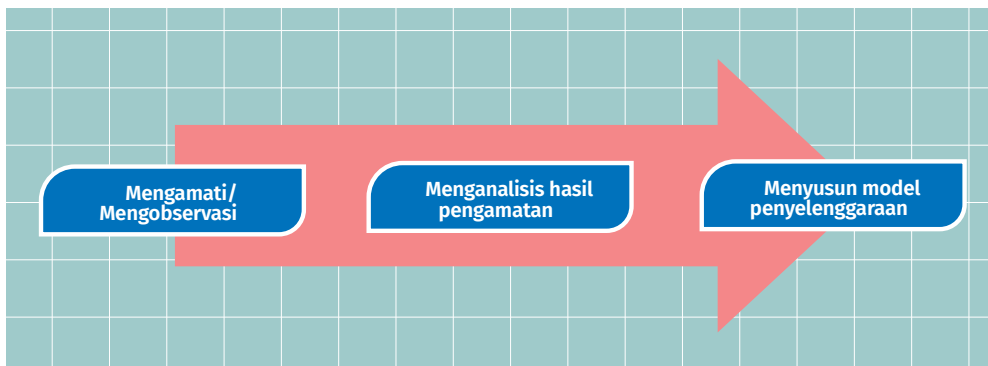 Mengamati/
Mengobservasi
Menganalisis hasil
pengamatan
Menyusun model
penyelenggaraan